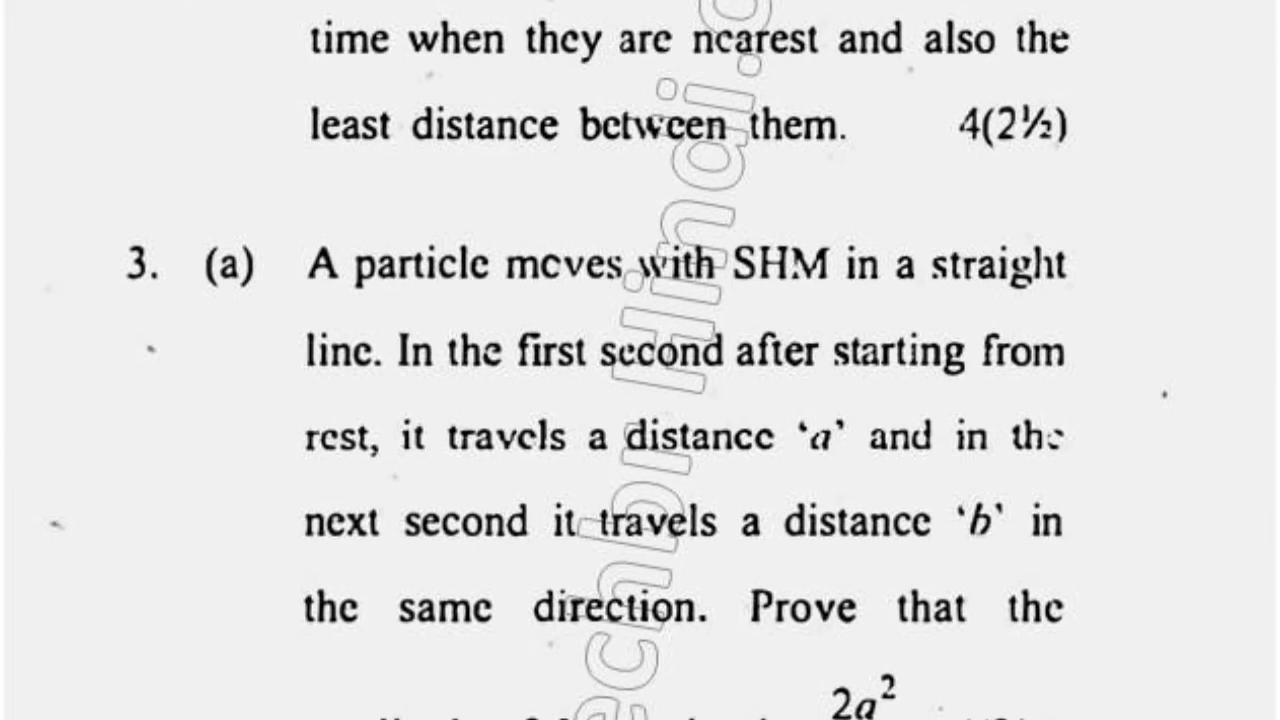 time when they are nearest and also the
least distance between them. 4(2½)
3. (a) A particle moves with SHM in a straight
line. In the first second after starting from
rest, it travels a distance ‘a’ and in the
next second it travels a distance ‘b’ in
the same direction. Prove that the
2a²